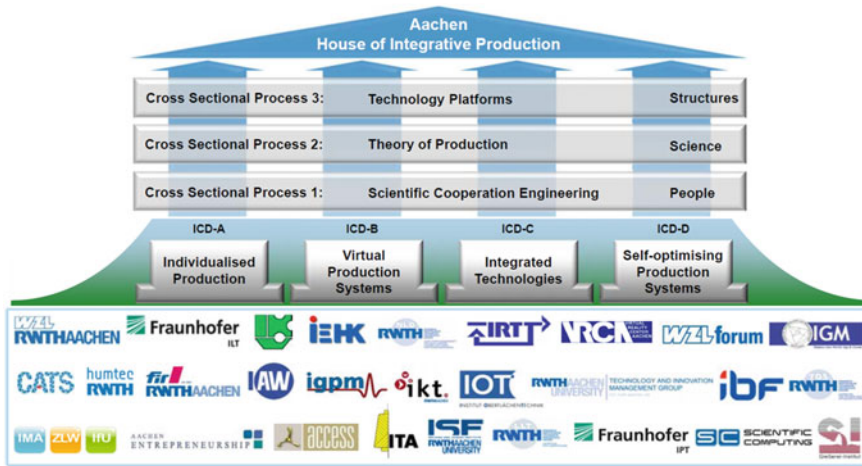 Aachen
House of Integrative Production
Cross Sectional Process 3: Technology Platforms Structures
Cross Sectional Process 2: Theory of Production Science
Cross Sectional Process 1: Scientific Cooperation Engineering People
ICD-A ICD-B ICD-C ICD-D
Individualised Production
Virtual Production Systems
Integrated Technologies
Self-optimising Production Systems
WZL RWTHAACHEN
Fraunhofer ILT
iEHK
RWTH
IRTT
VRCA
WZLforum
IGM
CATS
humtec RWTH
fir RWTHAACHEN
IAW
igpm
ikt.
IOT
RWTHAACHEN UNIVERSITY
TECHNOLOGY AND INNOVATION MANAGEMENT GROUP
ibf
RWTH
IMA ZLW IfU
AACHEN ENTREPRENEURSHIP
access
ITA
ISF RWTHAACHEN UNIVERSITY
RWTH
Fraunhofer IPT
SC SCIENTIFIC COMPUTING